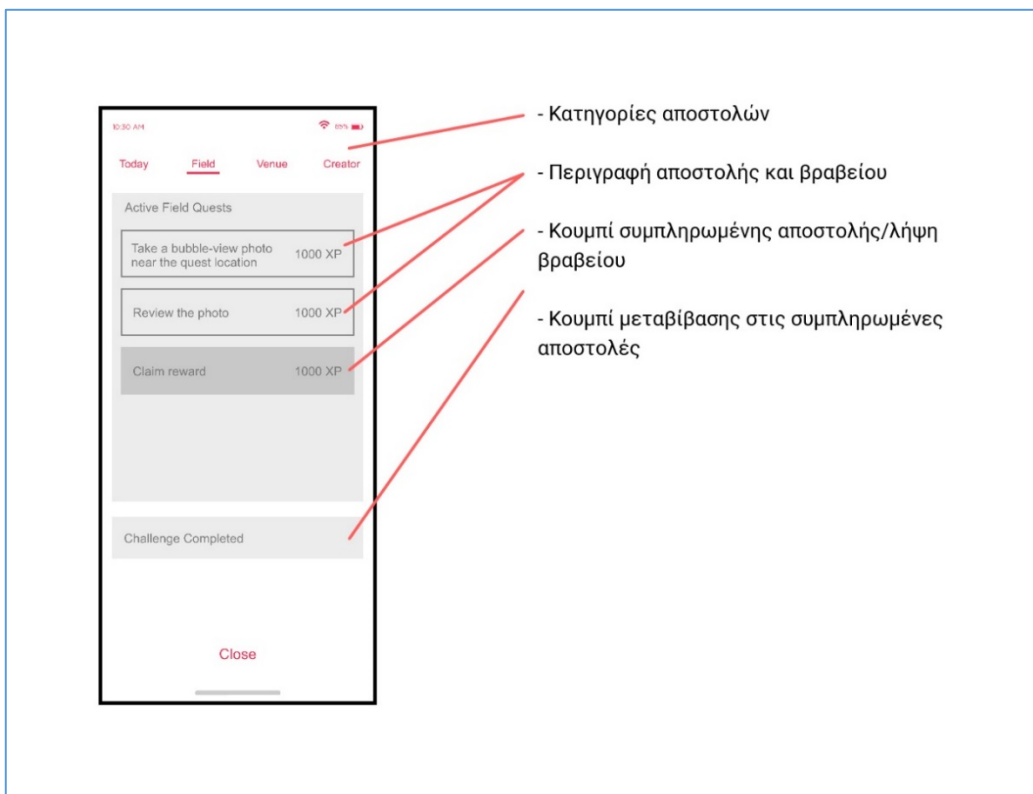 10:30 AM
Today Field Venue Creator
Active Field Quests
Take a bubble-view photo
near the quest location
1000 XP
Review the photo 1000 XP
Claim reward 1000 XP
Challenge Completed
Close
- Κατηγορίες αποστολών
- Περιγραφή αποστολής και βραβείου
- Κουμπί συμπληρωμένης αποστολής/λήψη
βραβείου
- Κουμπί μεταβίβασης στις συμπληρωμένες
αποστολές